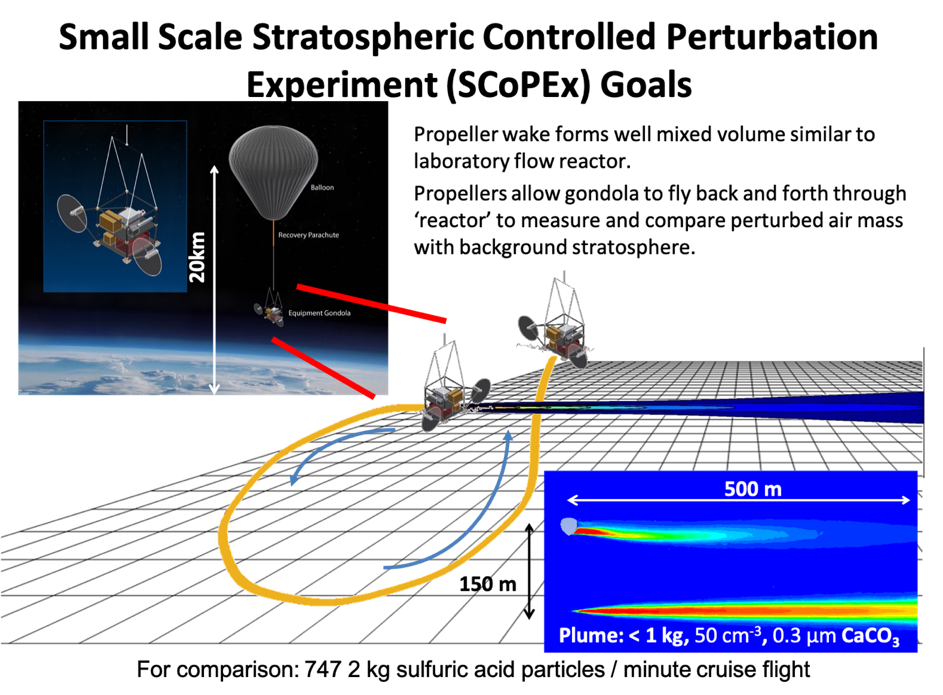 Small Scale Stratospheric Controlled Perturbation
Experiment (SCoPEx) Goals
Propeller wake forms well mixed volume similar to
laboratory flow reactor.
Propellers allow gondola to fly back and forth through
‘reactor’ to measure and compare perturbed air mass
with background stratosphere.
Balloon
Recovery Parachute
20km
Equipment Gondola
500 m
150 m
Plume: < 1 kg, 50 cm⁻³, 0.3 µm CaCO₃
For comparison: 747 2 kg sulfuric acid particles / minute cruise flight